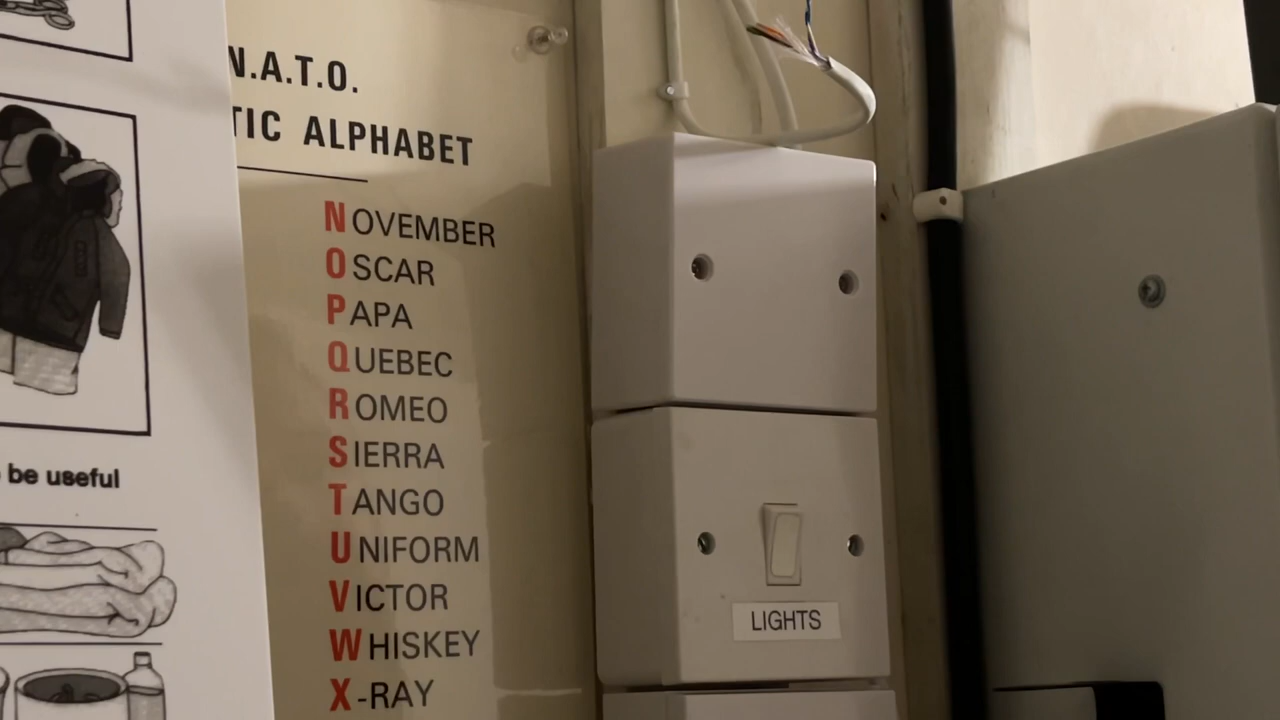 N.A.T.O.
TIC ALPHABET
NOVEMBER
OSCAR
PAPA
QUEBEC
ROMEO
SIERRA
TANGO
UNIFORM
VICTOR
WHISKEY
X-RAY
be useful
LIGHTS